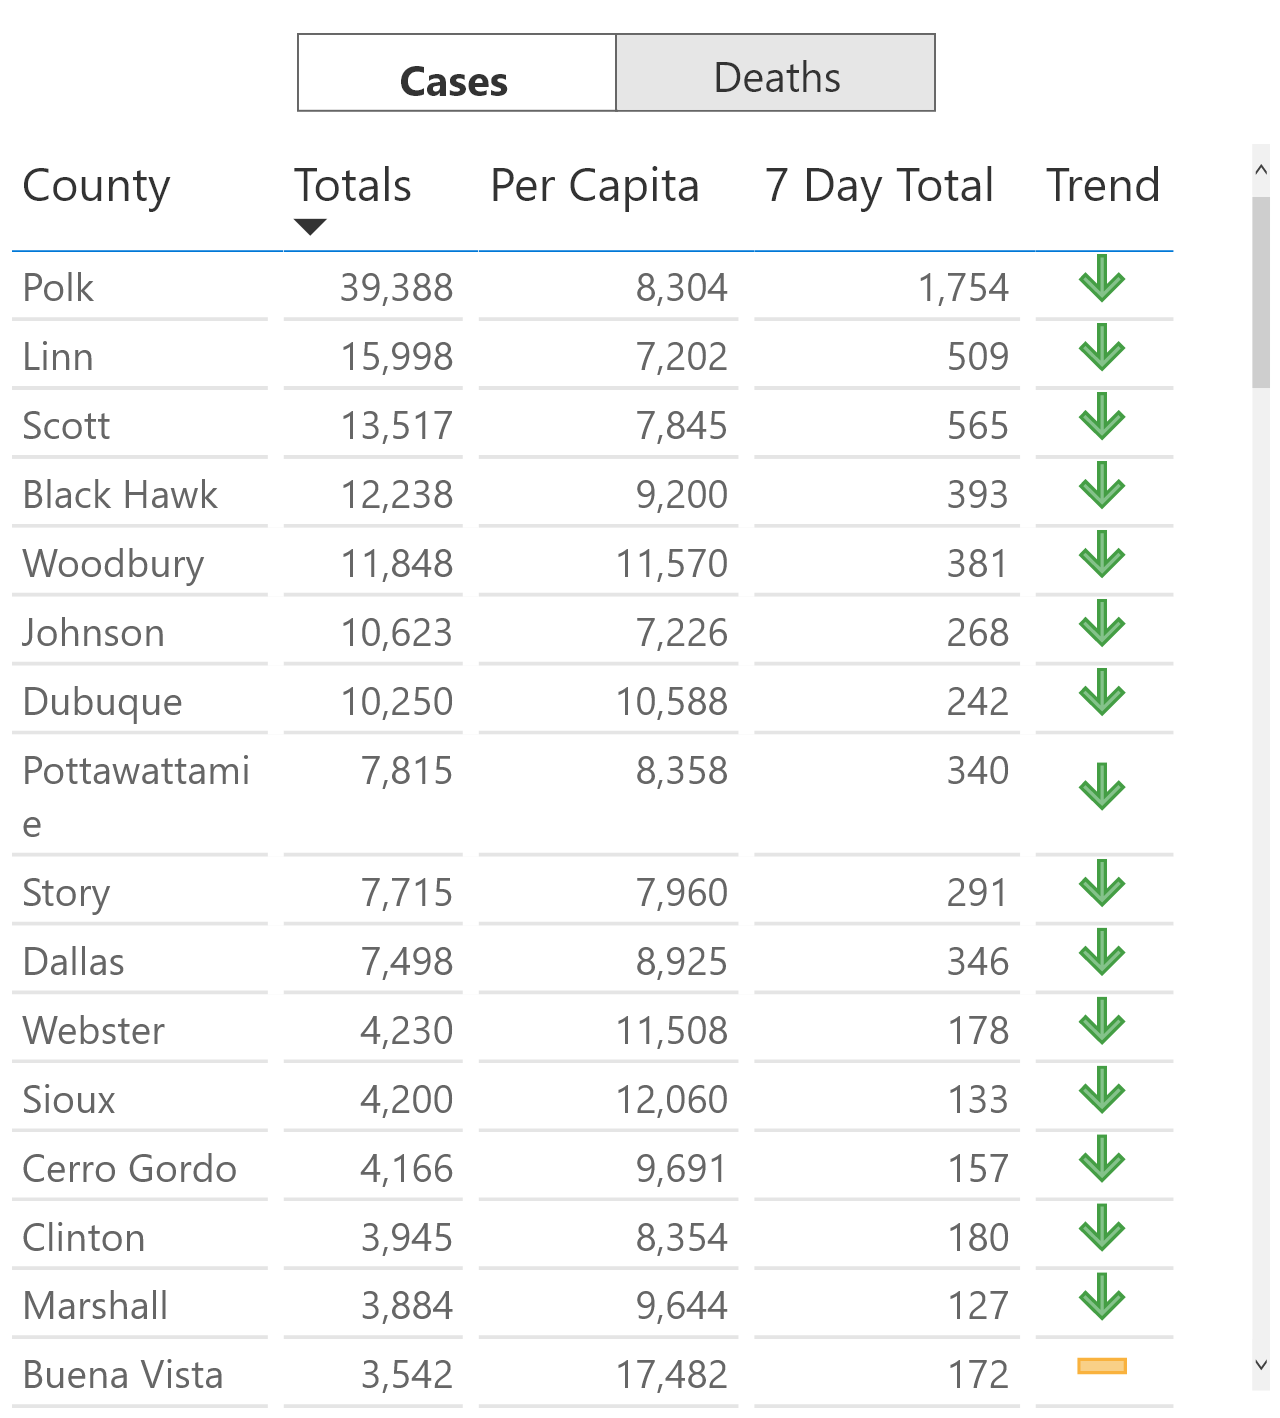 Cases Deaths
County Totals Per Capita 7 Day Total Trend
Polk 39,388 8,304 1,754
Linn 15,998 7,202 509
Scott 13,517 7,845 565
Black Hawk 12,238 9,200 393
Woodbury 11,848 11,570 381
Johnson 10,623 7,226 268
Dubuque 10,250 10,588 242
Pottawattami 7,815 8,358 340
e
Story 7,715 7,960 291
Dallas 7,498 8,925 346
Webster 4,230 11,508 178
Sioux 4,200 12,060 133
Cerro Gordo 4,166 9,691 157
Clinton 3,945 8,354 180
Marshall 3,884 9,644 127
Buena Vista 3,542 17,482 172